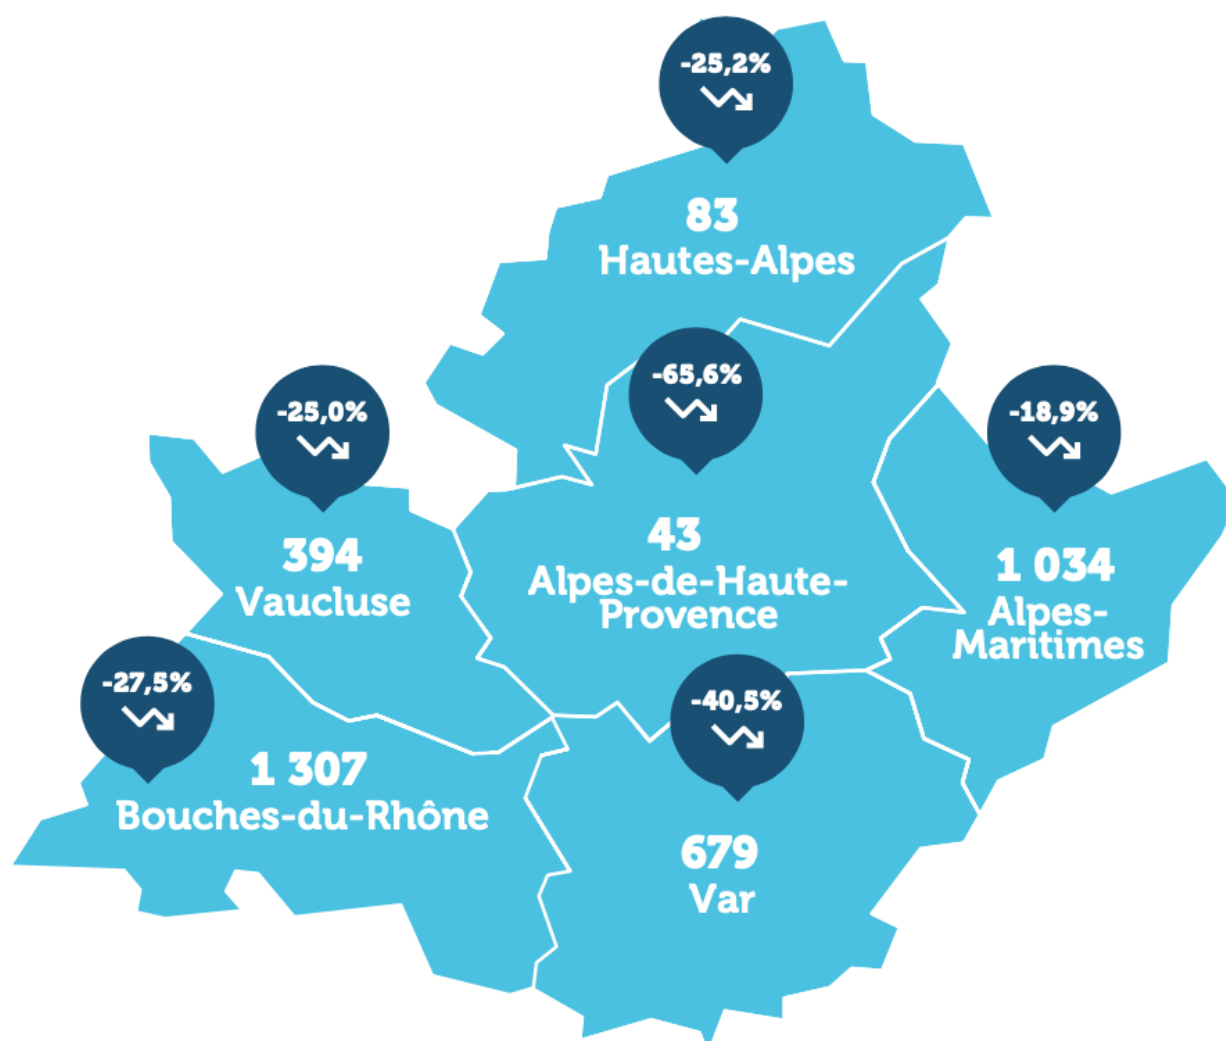 -25,2%
83
Hautes-Alpes
-65,6%
43
Alpes-de-Haute-
Provence
-25,0%
394
Vaucluse
-18,9%
1 034
Alpes-
Maritimes
-27,5%
1 307
Bouches-du-Rhône
-40,5%
679
Var